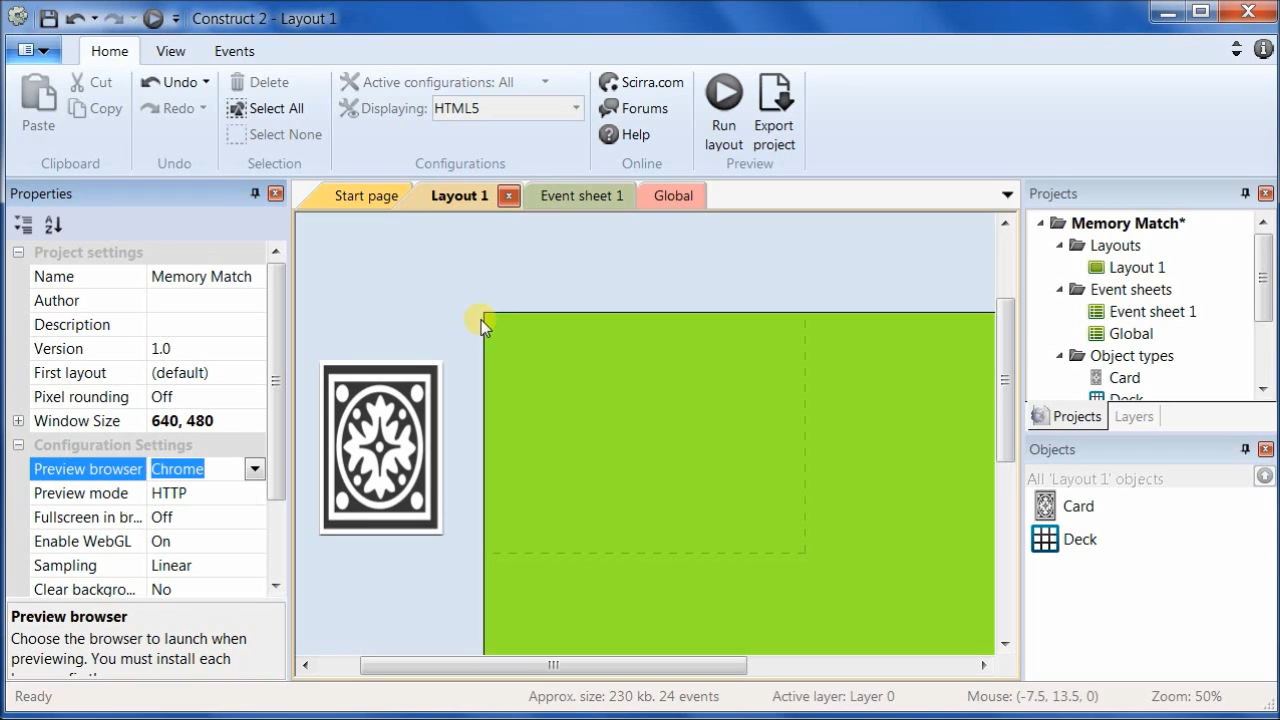 Construct 2 - Layout 1
Home
View
Events
Paste
Cut
Copy
Clipboard
Undo
Redo
Undo
Delete
Select All
Select None
Selection
Active configurations: All
Displaying: HTML5
Configurations
Scirra.com
Forums
Help
Online
Run
layout
Export
project
Preview
Properties
Start page
Layout 1
Event sheet 1
Global
Projects
Project settings
Name Memory Match
Author
Description
Version 1.0
First layout (default)
Pixel rounding Off
Window Size 640, 480
Configuration Settings
Preview browser Chrome
Preview mode HTTP
Fullscreen in br... Off
Enable WebGL On
Sampling Linear
Clear backgro... No
Preview browser
Choose the browser to launch when
previewing. You must install each
Memory Match*
Layouts
Layout 1
Event sheets
Event sheet 1
Global
Object types
Card
Deck
Projects
Layers
Objects
All 'Layout 1' objects
Card
Deck
Ready
Approx. size: 230 kb. 24 events
Active layer: Layer 0
Mouse: (-7.5, 13.5, 0)
Zoom: 50%